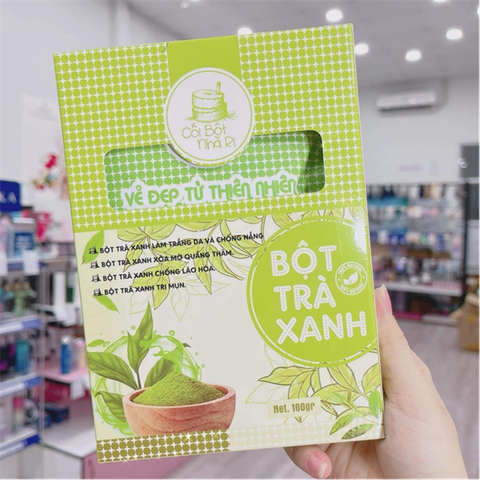 Cối Bột
Nhà Ri
VẺ ĐẸP TỪ THIÊN NHIÊN
BỘT TRÀ XANH LÀM TRẮNG DA VÀ CHỐNG NẮNG
BỘT TRÀ XANH XÓA MỜ QUẦNG THÂM
BỘT TRÀ XANH CHỐNG LÃO HÓA.
BỘT TRÀ XANH TRỊ MỤN.
BỘT
TRÀ
XANH
Net. 100gr